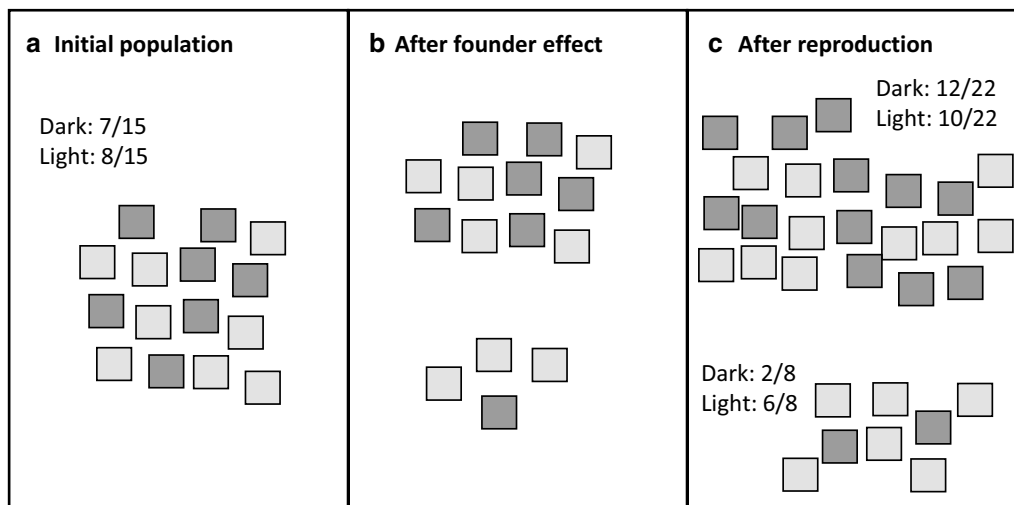 a Initial population
Dark: 7/15
Light: 8/15
b After founder effect
c After reproduction
Dark: 12/22
Light: 10/22
Dark: 2/8
Light: 6/8